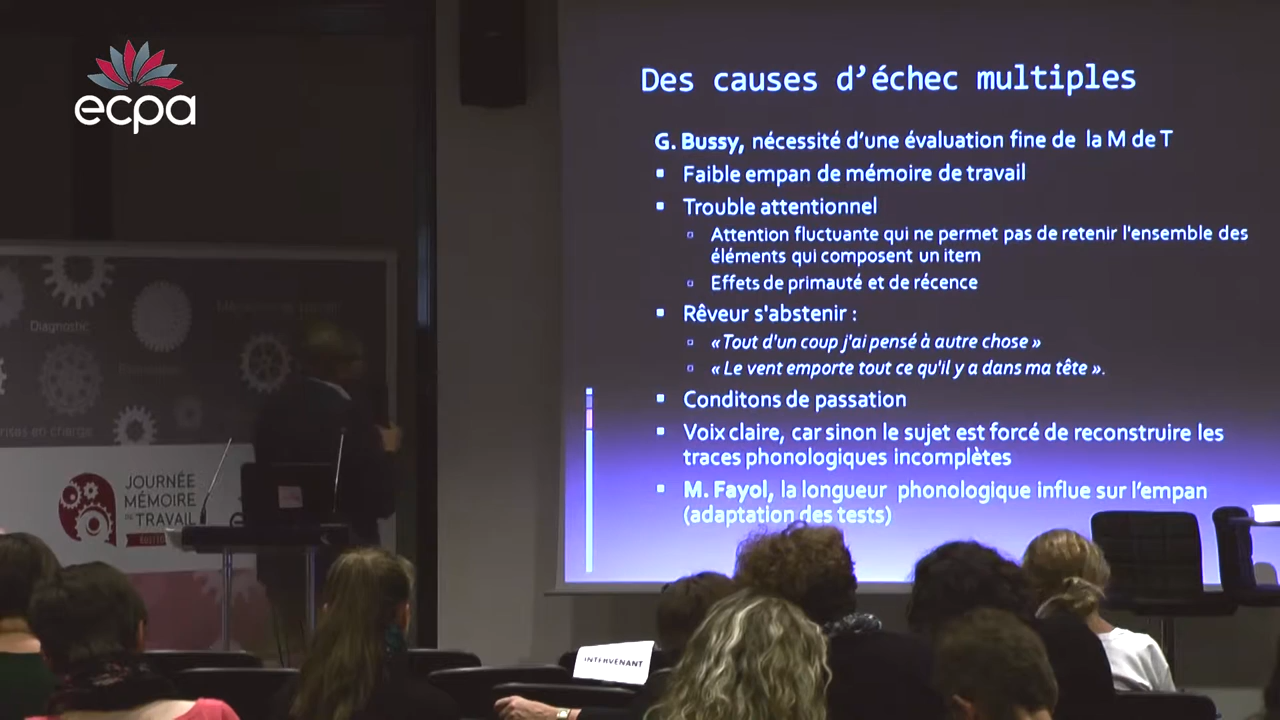 ecpa
Des causes d'échec multiples
G. Bussy, nécessité d'une évaluation fine de la M de T
▪ Faible empan de mémoire de travail
▪ Trouble attentionnel
▫ Attention fluctuante qui ne permet pas de retenir l'ensemble des
éléments qui composent un item
▫ Effets de primauté et de récence
▪ Rêveur s'abstenir :
▫ «Tout d'un coup j'ai pensé à autre chose »
▫ « Le vent emporte tout ce qu'il y a dans ma tête ».
▪ Conditons de passation
▪ Voix claire, car sinon le sujet est forcé de reconstruire les
traces phonologiques incomplètes
▪ M. Fayol, la longueur phonologique influe sur l'empan
(adaptation des tests)
Diagnostic
en charge
JOURNÉE
MÉMOIRE
DE TRAVAIL
INTERVENANT